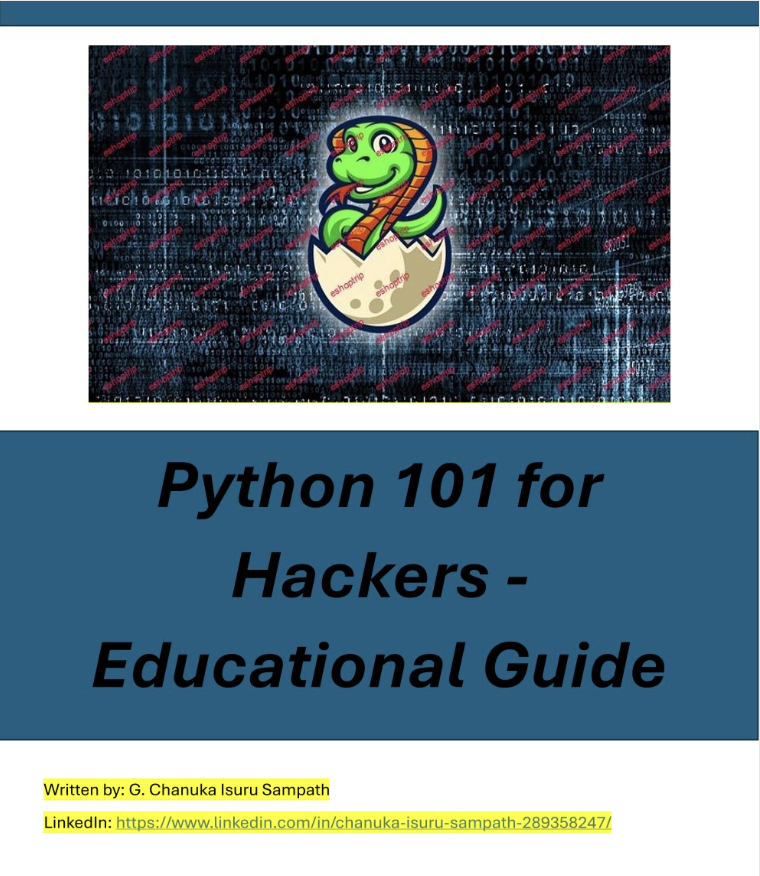 Python 101 for
Hackers -
Educational Guide
Written by: G. Chanuka Isuru Sampath
LinkedIn: https://www.linkedin.com/in/chanuka-isuru-sampath-289358247/
eshoptrip